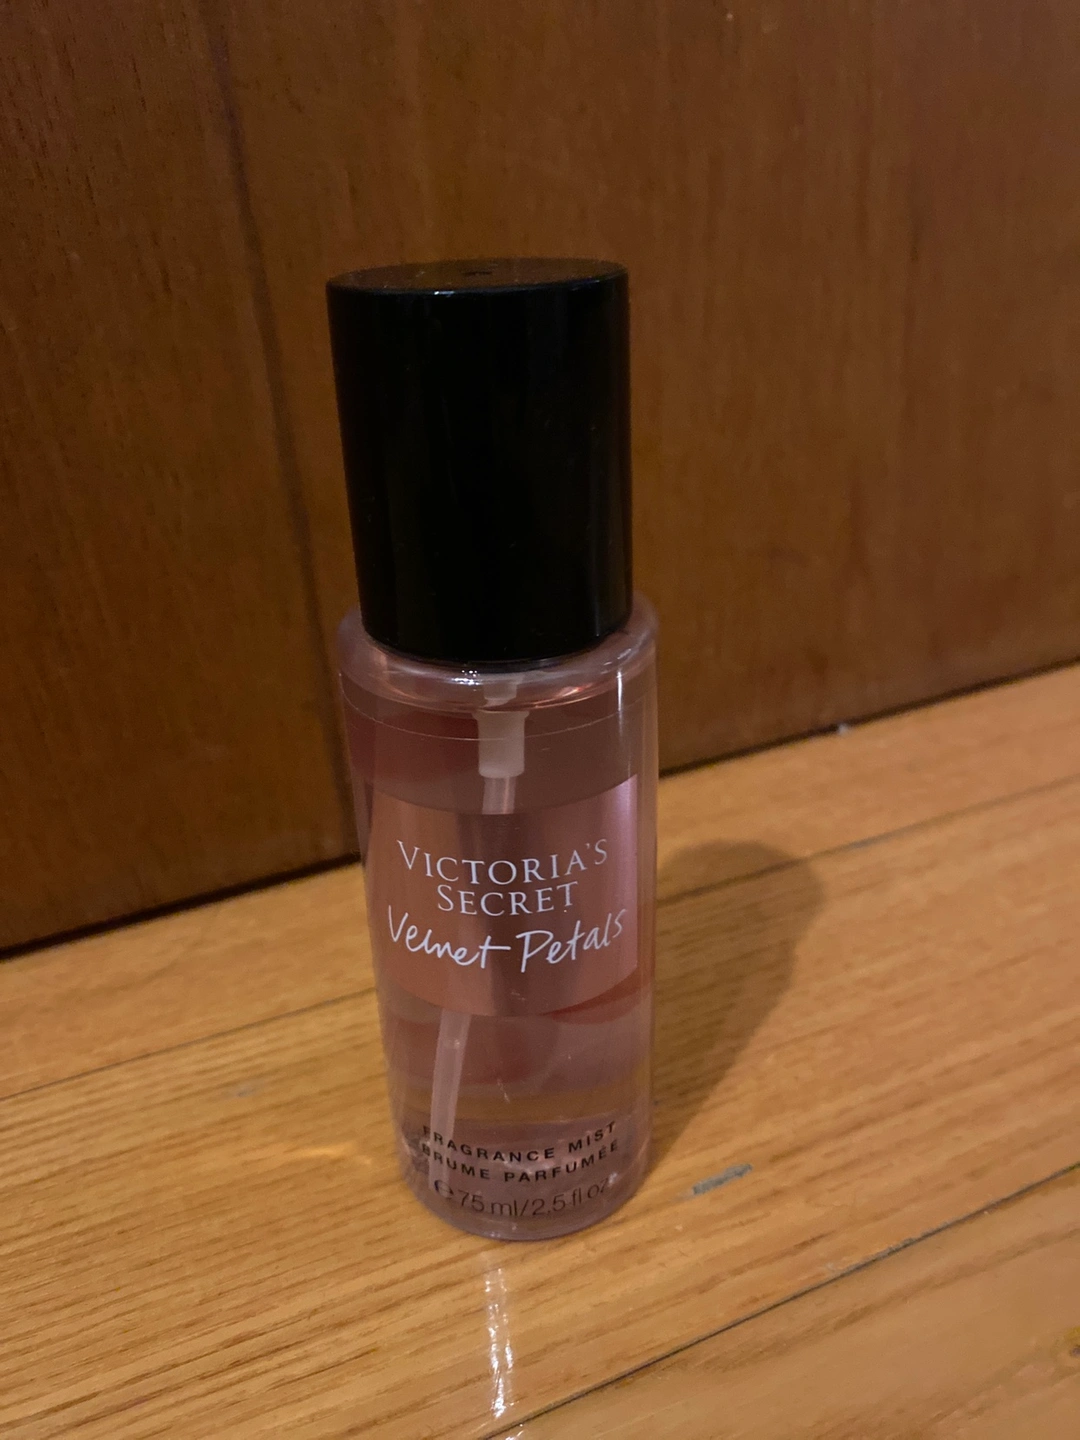 VICTORIA'S
SECRET
Velvet Petals
FRAGRANCE MIST
BRUME PARFUMÉE
℮75 ml/2.5 fl oz